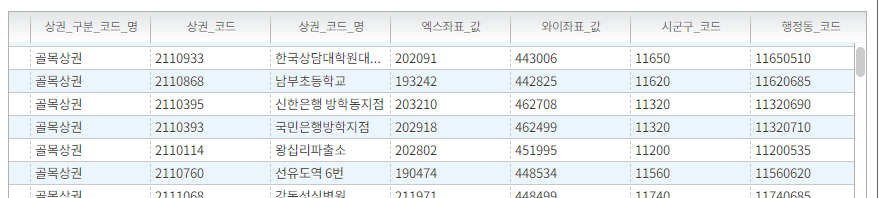 상권_구분_코드_명 상권_코드 상권_코드_명 엑스좌표_값 와이좌표_값 시군구_코드 행정동_코드
골목상권 2110933 한국상담대학원대... 202091 443006 11650 11650510
골목상권 2110868 남부초등학교 193242 442825 11620 11620685
골목상권 2110395 신한은행 방학동지점 203210 462708 11320 11320690
골목상권 2110393 국민은행방학지점 202918 462499 11320 11320710
골목상권 2110114 왕십리파출소 202802 451995 11200 11200535
골목상권 2110760 선유도역 6번 190474 448534 11560 11560620
골목상권 2111068 강동성심병원 211971 448499 11740 11740685